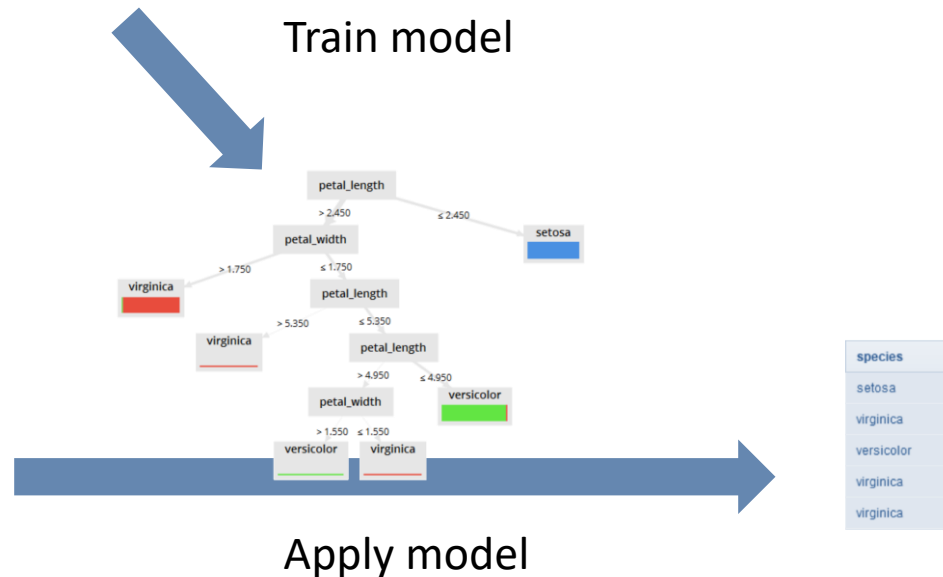 Train model
petal_length
> 2.450
≤ 2.450
petal_width
setosa
> 1.750
≤ 1.750
virginica
petal_length
> 5.350
≤ 5.350
virginica
petal_length
> 4.950
≤ 4.950
petal_width
versicolor
> 1.550
≤ 1.550
versicolor
virginica
species
setosa
virginica
versicolor
virginica
virginica
Apply model